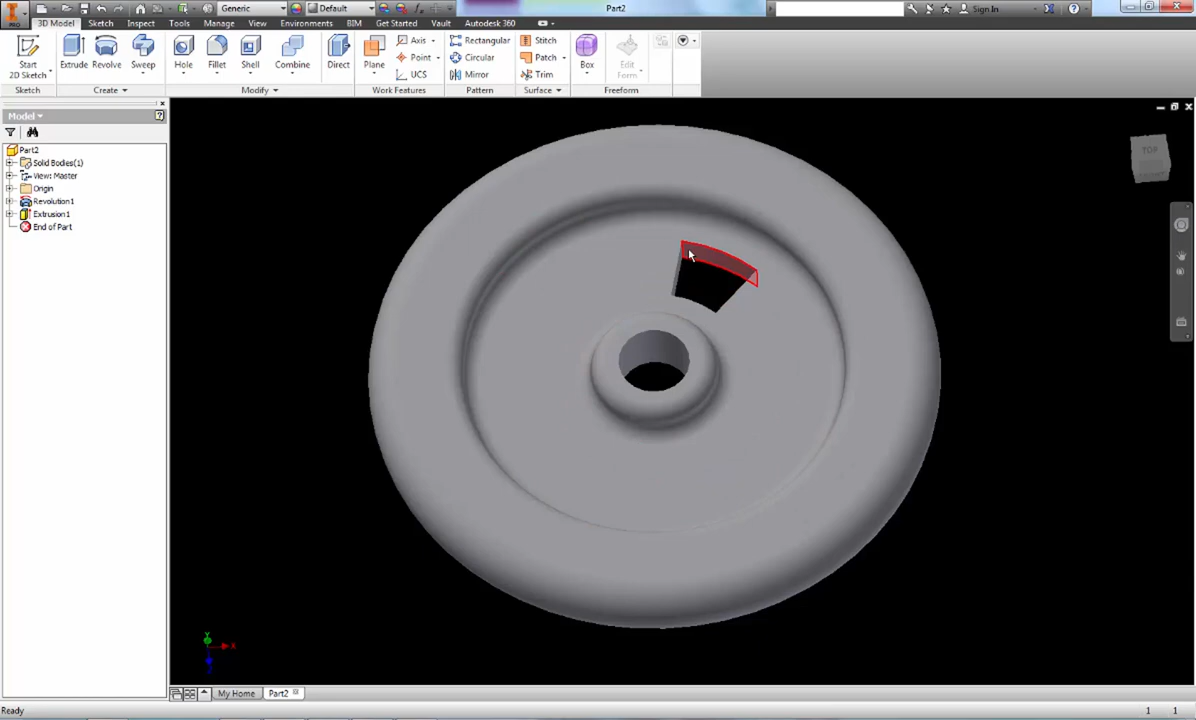 Generic
Default
Part2
Sign In
PRO
3D Model
Sketch
Inspect
Tools
Manage
View
Environments
BIM
Get Started
Vault
Autodesk 360
Start
2D Sketch
Extrude
Revolve
Sweep
Hole
Fillet
Shell
Combine
Direct
Plane
Axis
Point
UCS
Rectangular
Circular
Mirror
Stitch
Patch
Trim
Box
Edit
Form
Sketch
Create
Modify
Work Features
Pattern
Surface
Freeform
Model
Part2
Solid Bodies(1)
View: Master
Origin
Revolution1
Extrusion1
End of Part
TOP
Y
X
My Home
Part2
Ready
1
1